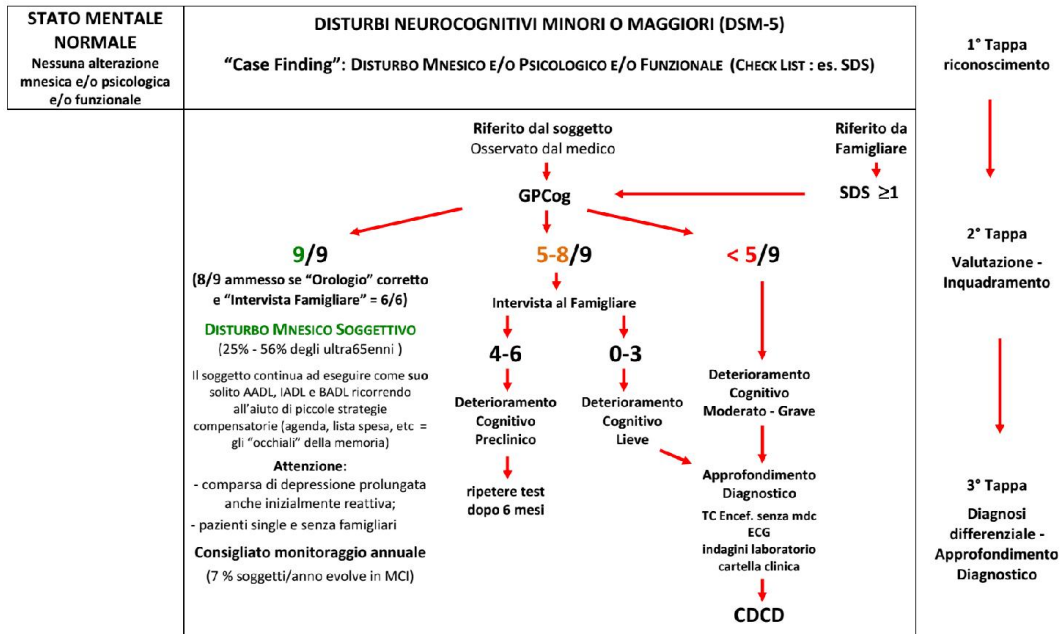 STATO MENTALE
NORMALE
Nessuna alterazione
mnesica e/o psicologica
e/o funzionale
DISTURBI NEUROCOGNITIVI MINORI O MAGGIORI (DSM-5)
“Case Finding”: DISTURBO MNESICO E/O PSICOLOGICO E/O FUNZIONALE (CHECK LIST : es. SDS)
1° Tappa
riconoscimento
Riferito dal soggetto
Osservato dal medico
Riferito da
Famigliare
GPCog
SDS ≥1
9/9
(8/9 ammesso se “Orologio” corretto
e “Intervista Famigliare” = 6/6)
DISTURBO MNESICO SOGGETTIVO
(25% - 56% degli ultra65enni )
Il soggetto continua ad eseguire come suo
solito AADL, IADL e BADL ricorrendo
all’aiuto di piccole strategie
compensatorie (agenda, lista spesa, etc =
gli “occhiali” della memoria)
Attenzione:
- comparsa di depressione prolungata
anche inizialmente reattiva;
- pazienti single e senza famigliari
Consigliato monitoraggio annuale
(7 % soggetti/anno evolve in MCI)
5-8/9
Intervista al Famigliare
4-6
Deterioramento
Cognitivo
Preclinico
ripetere test
dopo 6 mesi
0-3
Deterioramento
Cognitivo
Lieve
< 5/9
Deterioramento
Cognitivo
Moderato - Grave
Approfondimento
Diagnostico
TC Encef. senza mdc
ECG
indagini laboratorio
cartella clinica
CDCD
2° Tappa
Valutazione -
Inquadramento
3° Tappa
Diagnosi
differenziale -
Approfondimento
Diagnostico